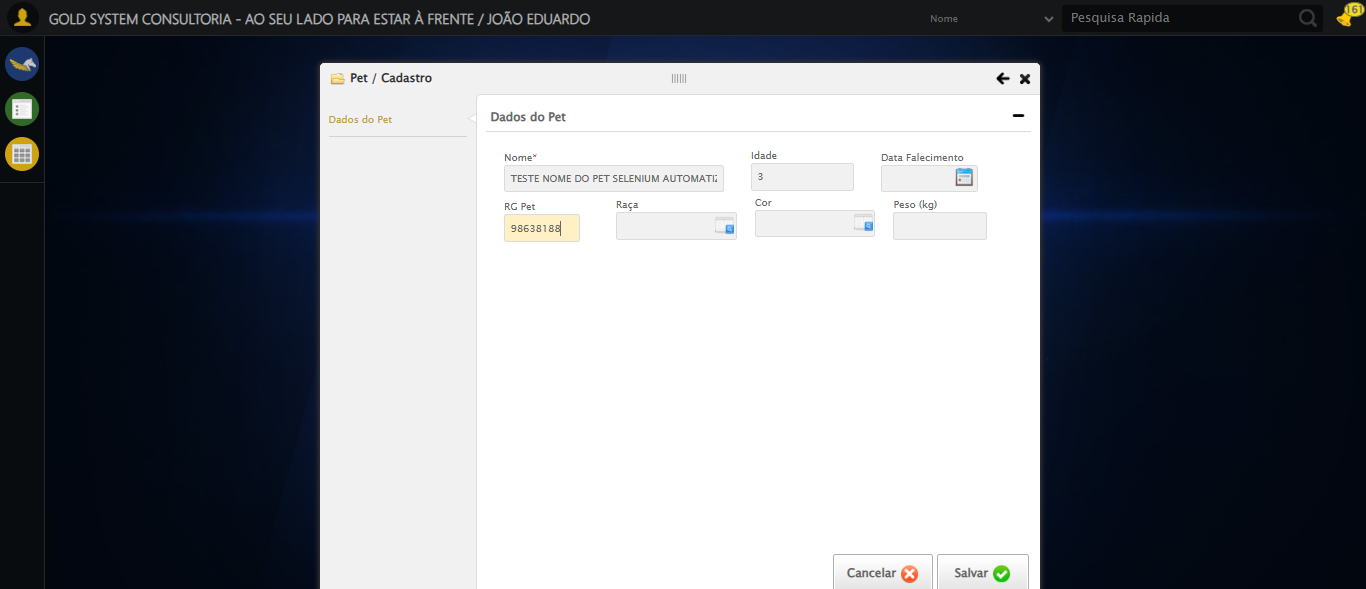 GOLD SYSTEM CONSULTORIA - AO SEU LADO PARA ESTAR À FRENTE / JOÃO EDUARDO
Nome
Pesquisa Rapida
161
Pet / Cadastro
Dados do Pet
Dados do Pet
Nome*
Idade
Data Falecimento
TESTE NOME DO PET SELENIUM AUTOMATIZ
3
RG Pet
Raça
Cor
Peso (kg)
98638188
Cancelar
Salvar